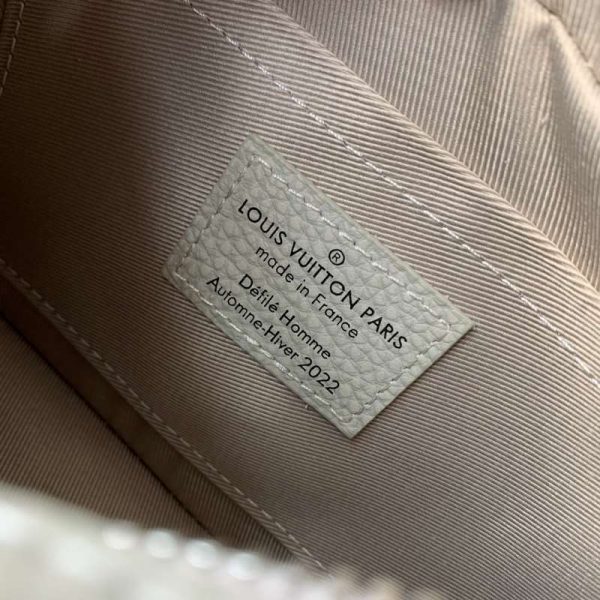 ®
LOUIS VUITTON PARIS
made in France
Défilé Homme
Automne-Hiver 2022